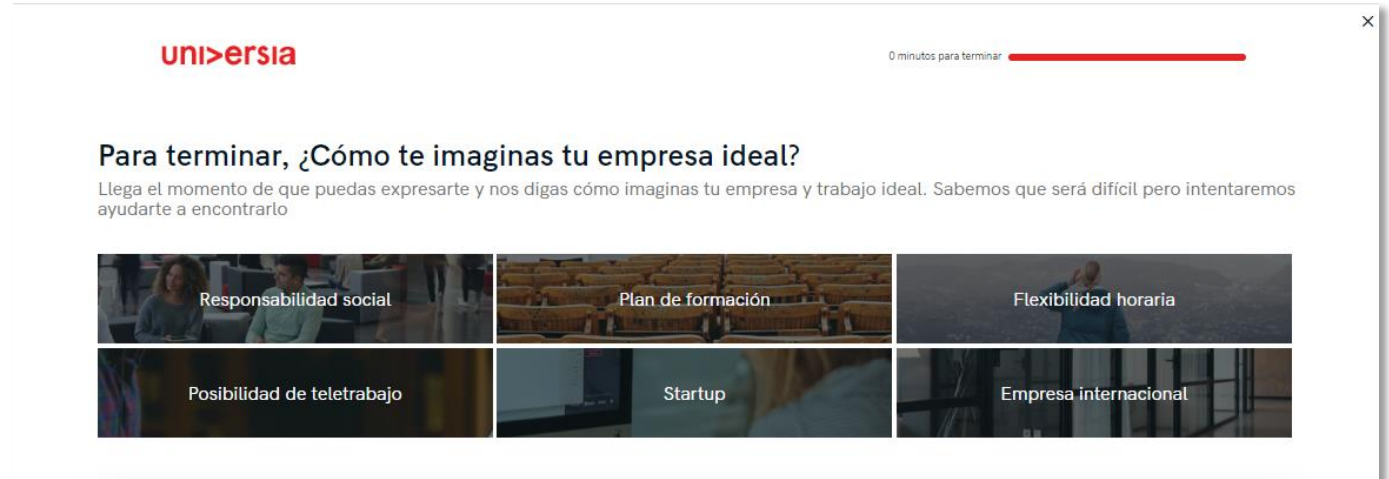 universia
0 minutos para terminar
Para terminar, ¿Cómo te imaginas tu empresa ideal?
Llega el momento de que puedas expresarte y nos digas cómo imaginas tu empresa y trabajo ideal. Sabemos que será difícil pero intentaremos
ayudarte a encontrarlo
Responsabilidad social
Plan de formación
Flexibilidad horaria
Posibilidad de teletrabajo
Startup
Empresa internacional